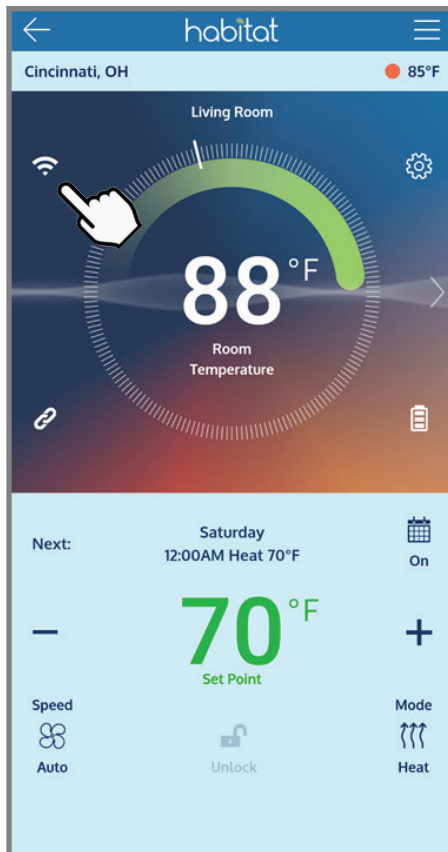 habitat
Cincinnati, OH
85°F
Living Room
88°F
Room
Temperature
Next:
Saturday
12:00AM Heat 70°F
On
−
70°F
+
Set Point
Speed
Mode
Auto
Unlock
Heat